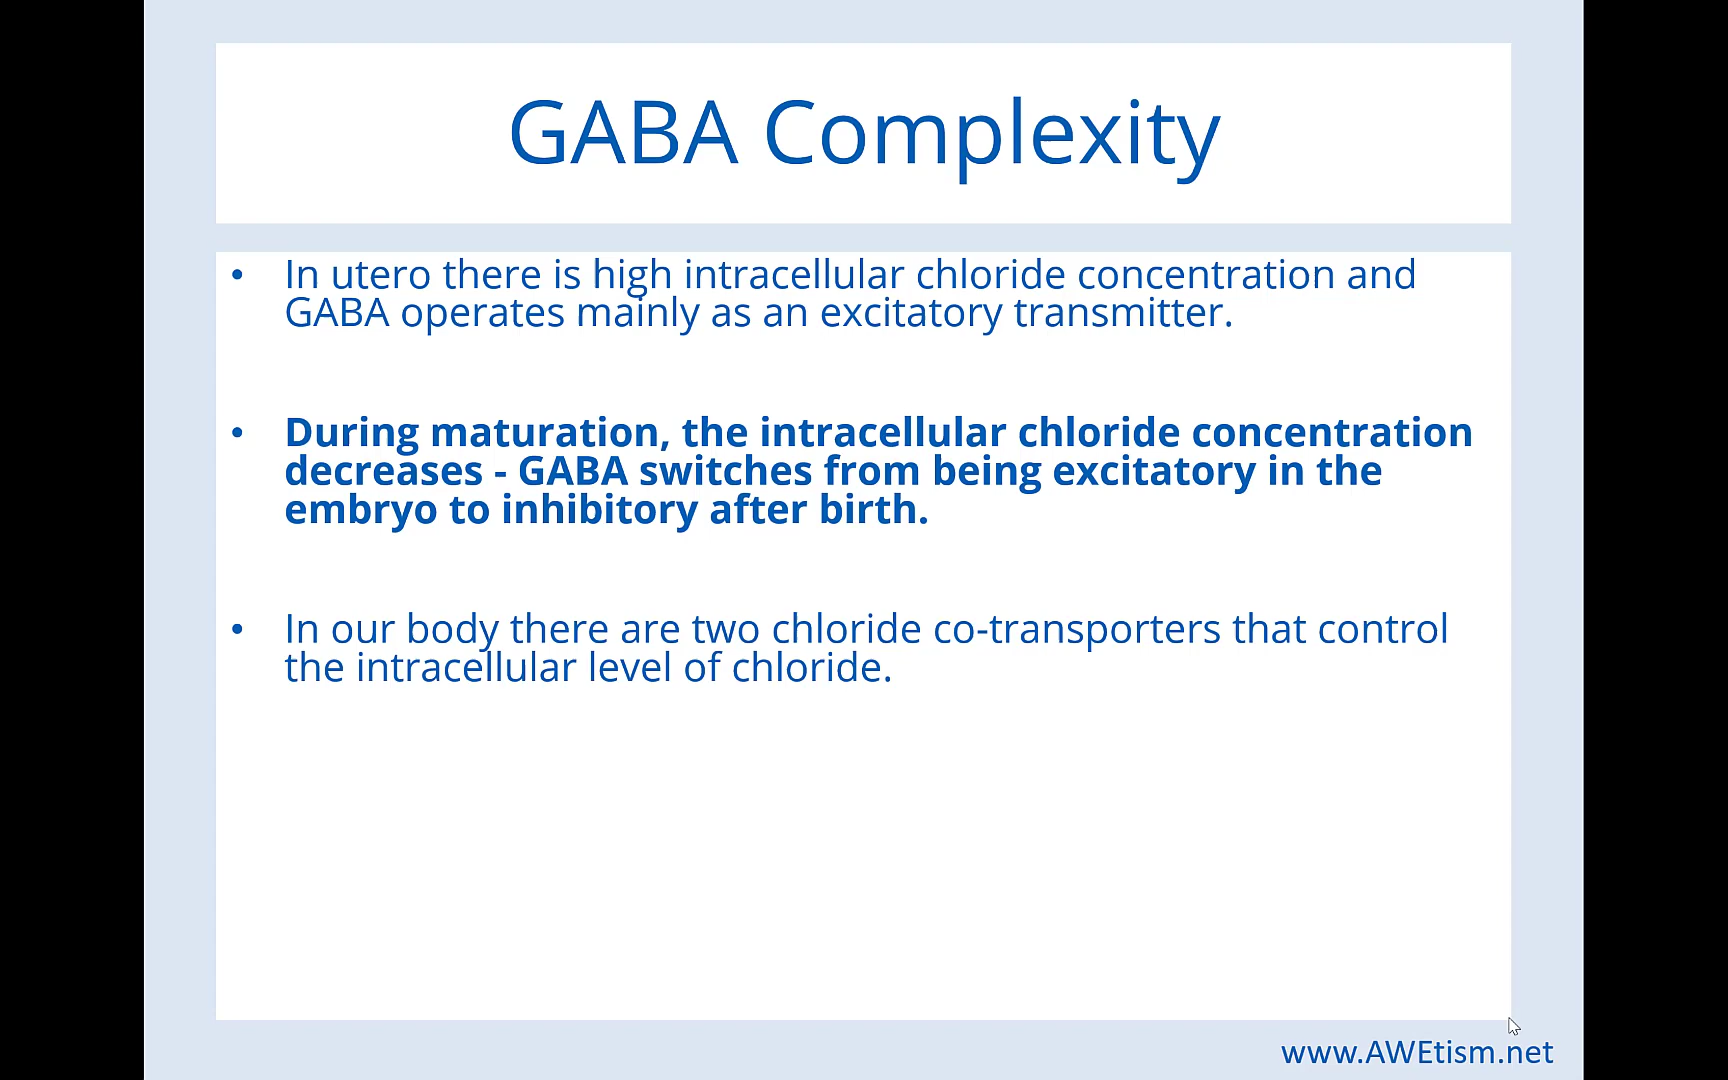 GABA Complexity
• In utero there is high intracellular chloride concentration and
GABA operates mainly as an excitatory transmitter.
• During maturation, the intracellular chloride concentration
decreases - GABA switches from being excitatory in the
embryo to inhibitory after birth.
• In our body there are two chloride co-transporters that control
the intracellular level of chloride.
www.AWEtism.net